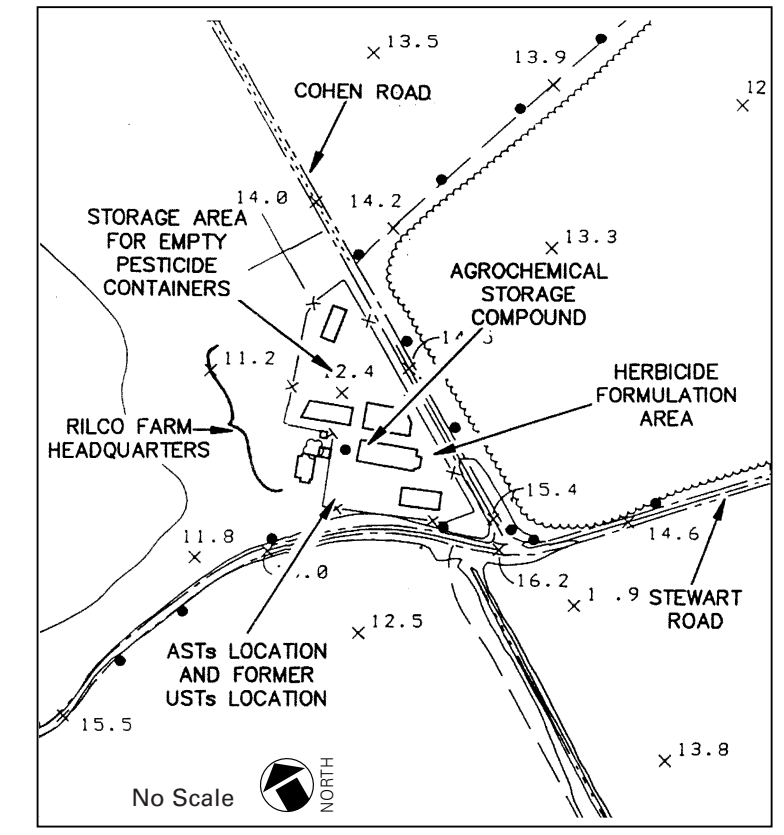 13.5
13.9
12
COHEN ROAD
14.0
14.2
STORAGE AREA
FOR EMPTY
PESTICIDE
CONTAINERS
13.3
AGROCHEMICAL
STORAGE
COMPOUND
11.2
HERBICIDE
FORMULATION
AREA
RILCO FARM
HEADQUARTERS
15.4
14.6
11.8
16.2
STEWART
ROAD
12.5
ASTs LOCATION
AND FORMER
USTs LOCATION
15.5
13.8
No Scale
NORTH